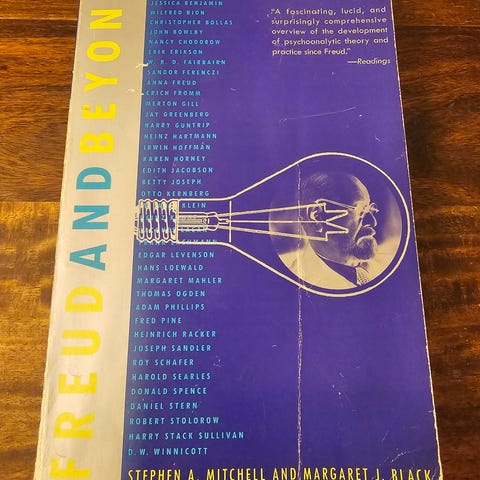 FREUD AND BEYON
JESSICA BENJAMIN
WILFRED BION
CHRISTOPHER BOLLAS
JOHN BOWLBY
NANCY CHODOROW
ERIK ERIKSON
W. R. D. FAIRBAIRN
SANDOR FERENCZI
ANNA FREUD
ERICH FROMM
MERTON GILL
JAY GREENBERG
HARRY GUNTRIP
HEINZ HARTMANN
IRWIN HOFFMAN
KAREN HORNEY
EDITH JACOBSON
BETTY JOSEPH
OTTO KERNBERG
KLEIN
EDGAR LEVENSON
HANS LOEWALD
MARGARET MAHLER
THOMAS OGDEN
ADAM PHILLIPS
FRED PINE
HEINRICH RACKER
JOSEPH SANDLER
ROY SCHAFER
HAROLD SEARLES
DONALD SPENCE
DANIEL STERN
ROBERT STOLOROW
HARRY STACK SULLIVAN
D. W. WINNICOTT
"A fascinating, lucid, and
surprisingly comprehensive
overview of the development
of psychoanalytic theory and
practice since Freud."
—Readings
STEPHEN A. MITCHELL AND MARGARET J. BLACK